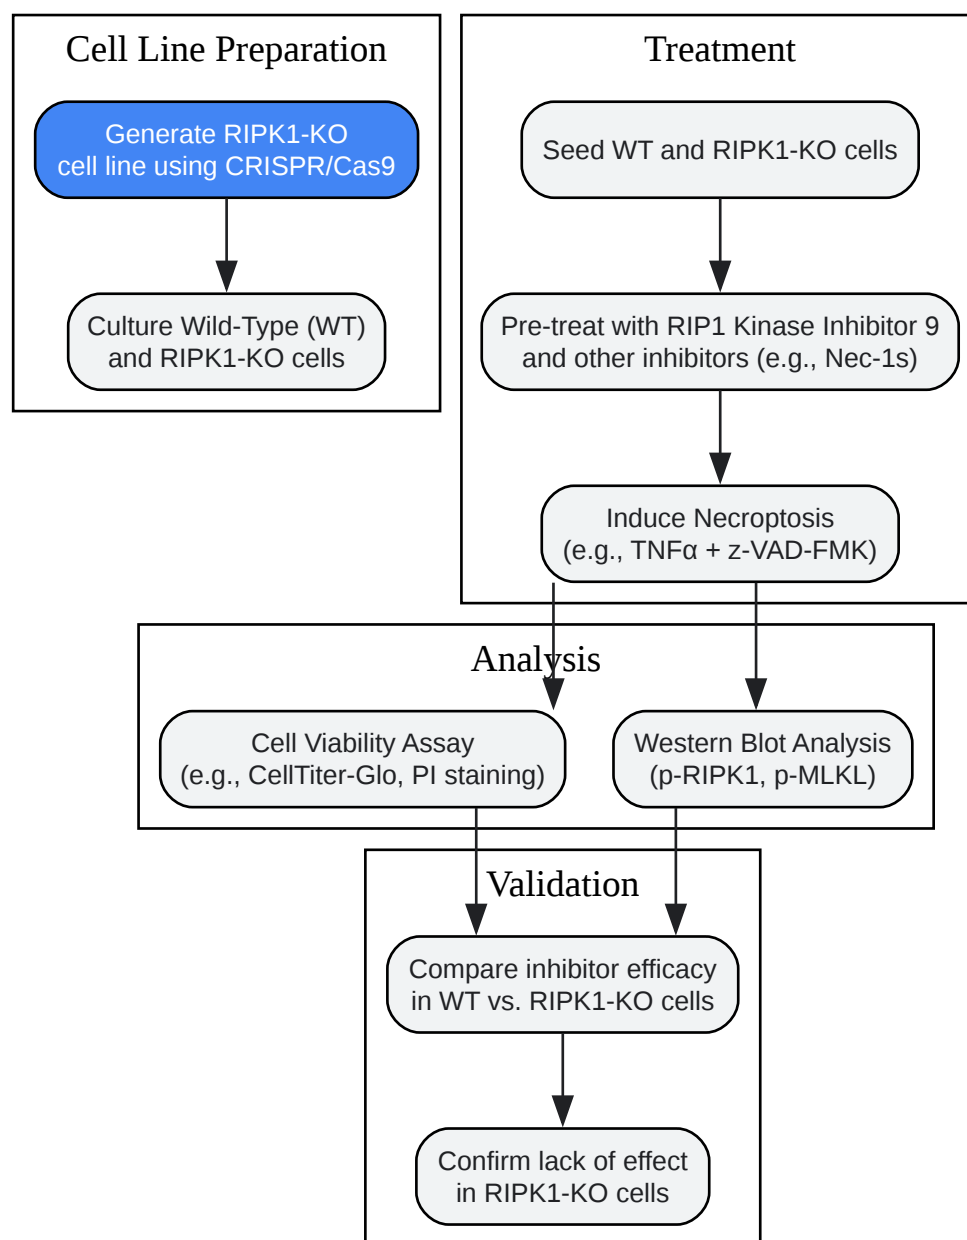 Cell Line Preparation
Generate RIPK1-KO
cell line using CRISPR/Cas9
Culture Wild-Type (WT)
and RIPK1-KO cells
Treatment
Seed WT and RIPK1-KO cells
Pre-treat with RIP1 Kinase Inhibitor 9
and other inhibitors (e.g., Nec-1s)
Induce Necroptosis
(e.g., TNFα + z-VAD-FMK)
Analysis
Cell Viability Assay
(e.g., CellTiter-Glo, PI staining)
Western Blot Analysis
(p-RIPK1, p-MLKL)
Validation
Compare inhibitor efficacy
in WT vs. RIPK1-KO cells
Confirm lack of effect
in RIPK1-KO cells